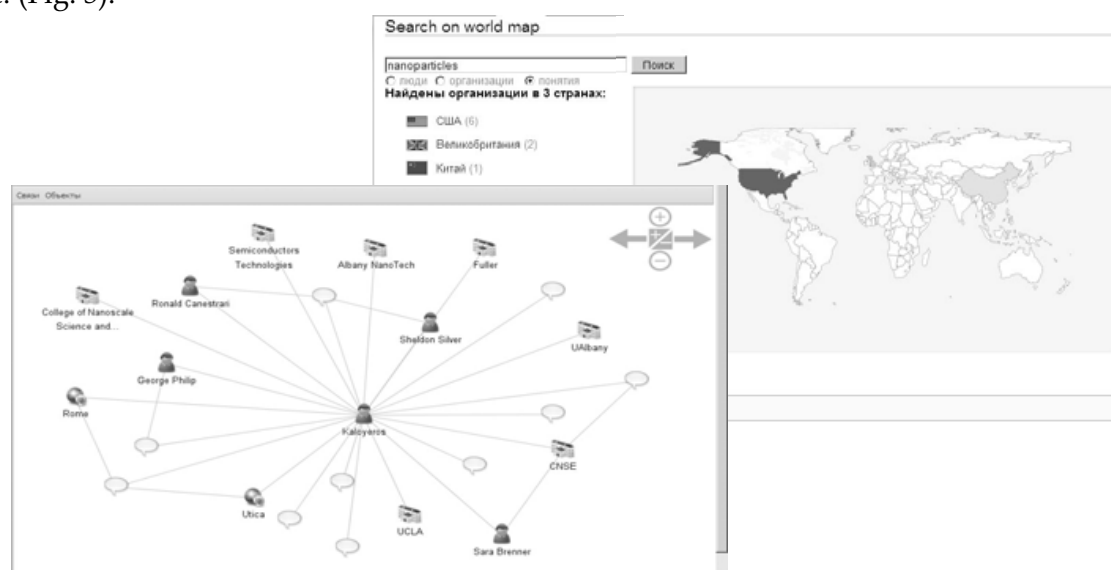 (Fig. 3).
Search on world map
nanoparticles
Поиск
люди организации понятия
Найдены организации в 3 странах:
США (6)
Великобритания (2)
Китай (1)
Связи Объекты
Semiconductors
Technologies
Albany NanoTech
Fuller
Ronald Canestrari
College of Nanoscale
Science and...
Sheldon Silver
UAlbany
George Philip
Rome
Kaloyeros
CNSE
Utica
UCLA
Sara Brenner